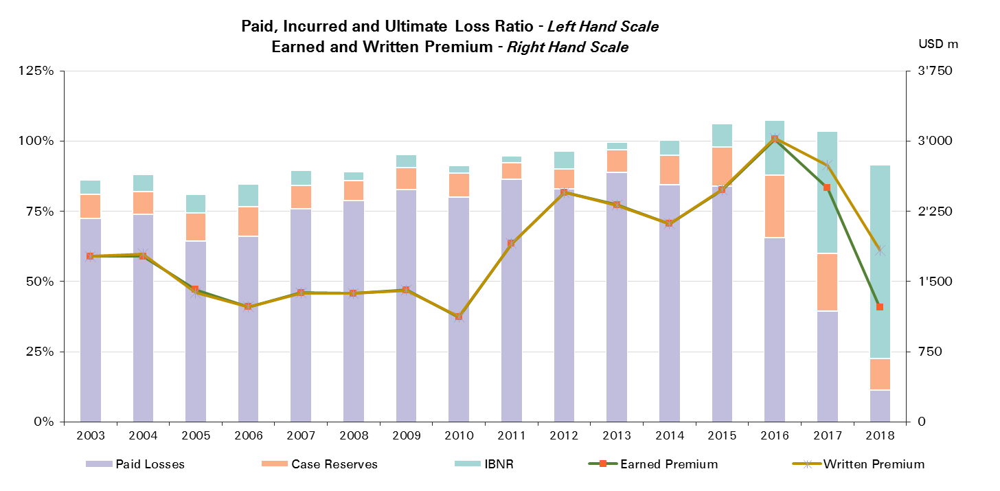 Paid, Incurred and Ultimate Loss Ratio - Left Hand Scale
Earned and Written Premium - Right Hand Scale
USD m
125% 3'750
100% 3'000
75% 2'250
50% 1'500
25% 750
0% 0
2003 2004 2005 2006 2007 2008 2009 2010 2011 2012 2013 2014 2015 2016 2017 2018
Paid Losses Case Reserves IBNR Earned Premium Written Premium